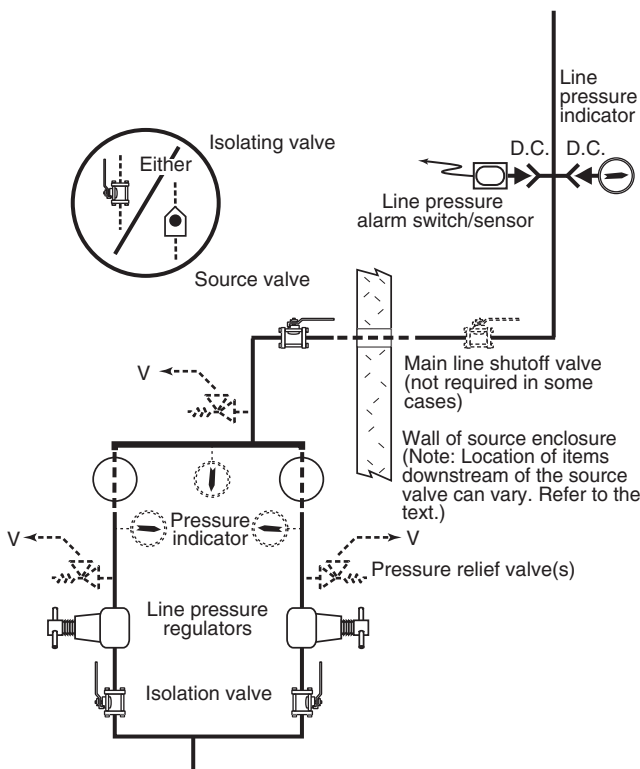 Line
pressure
indicator
D.C.
D.C.
Isolating valve
Either
Line pressure
alarm switch/sensor
Source valve
V
Main line shutoff valve
(not required in some
cases)
Wall of source enclosure
(Note: Location of items
downstream of the source
valve can vary. Refer to the
text.)
Pressure
indicator
V
V
Pressure relief valve(s)
Line pressure
regulators
Isolation valve